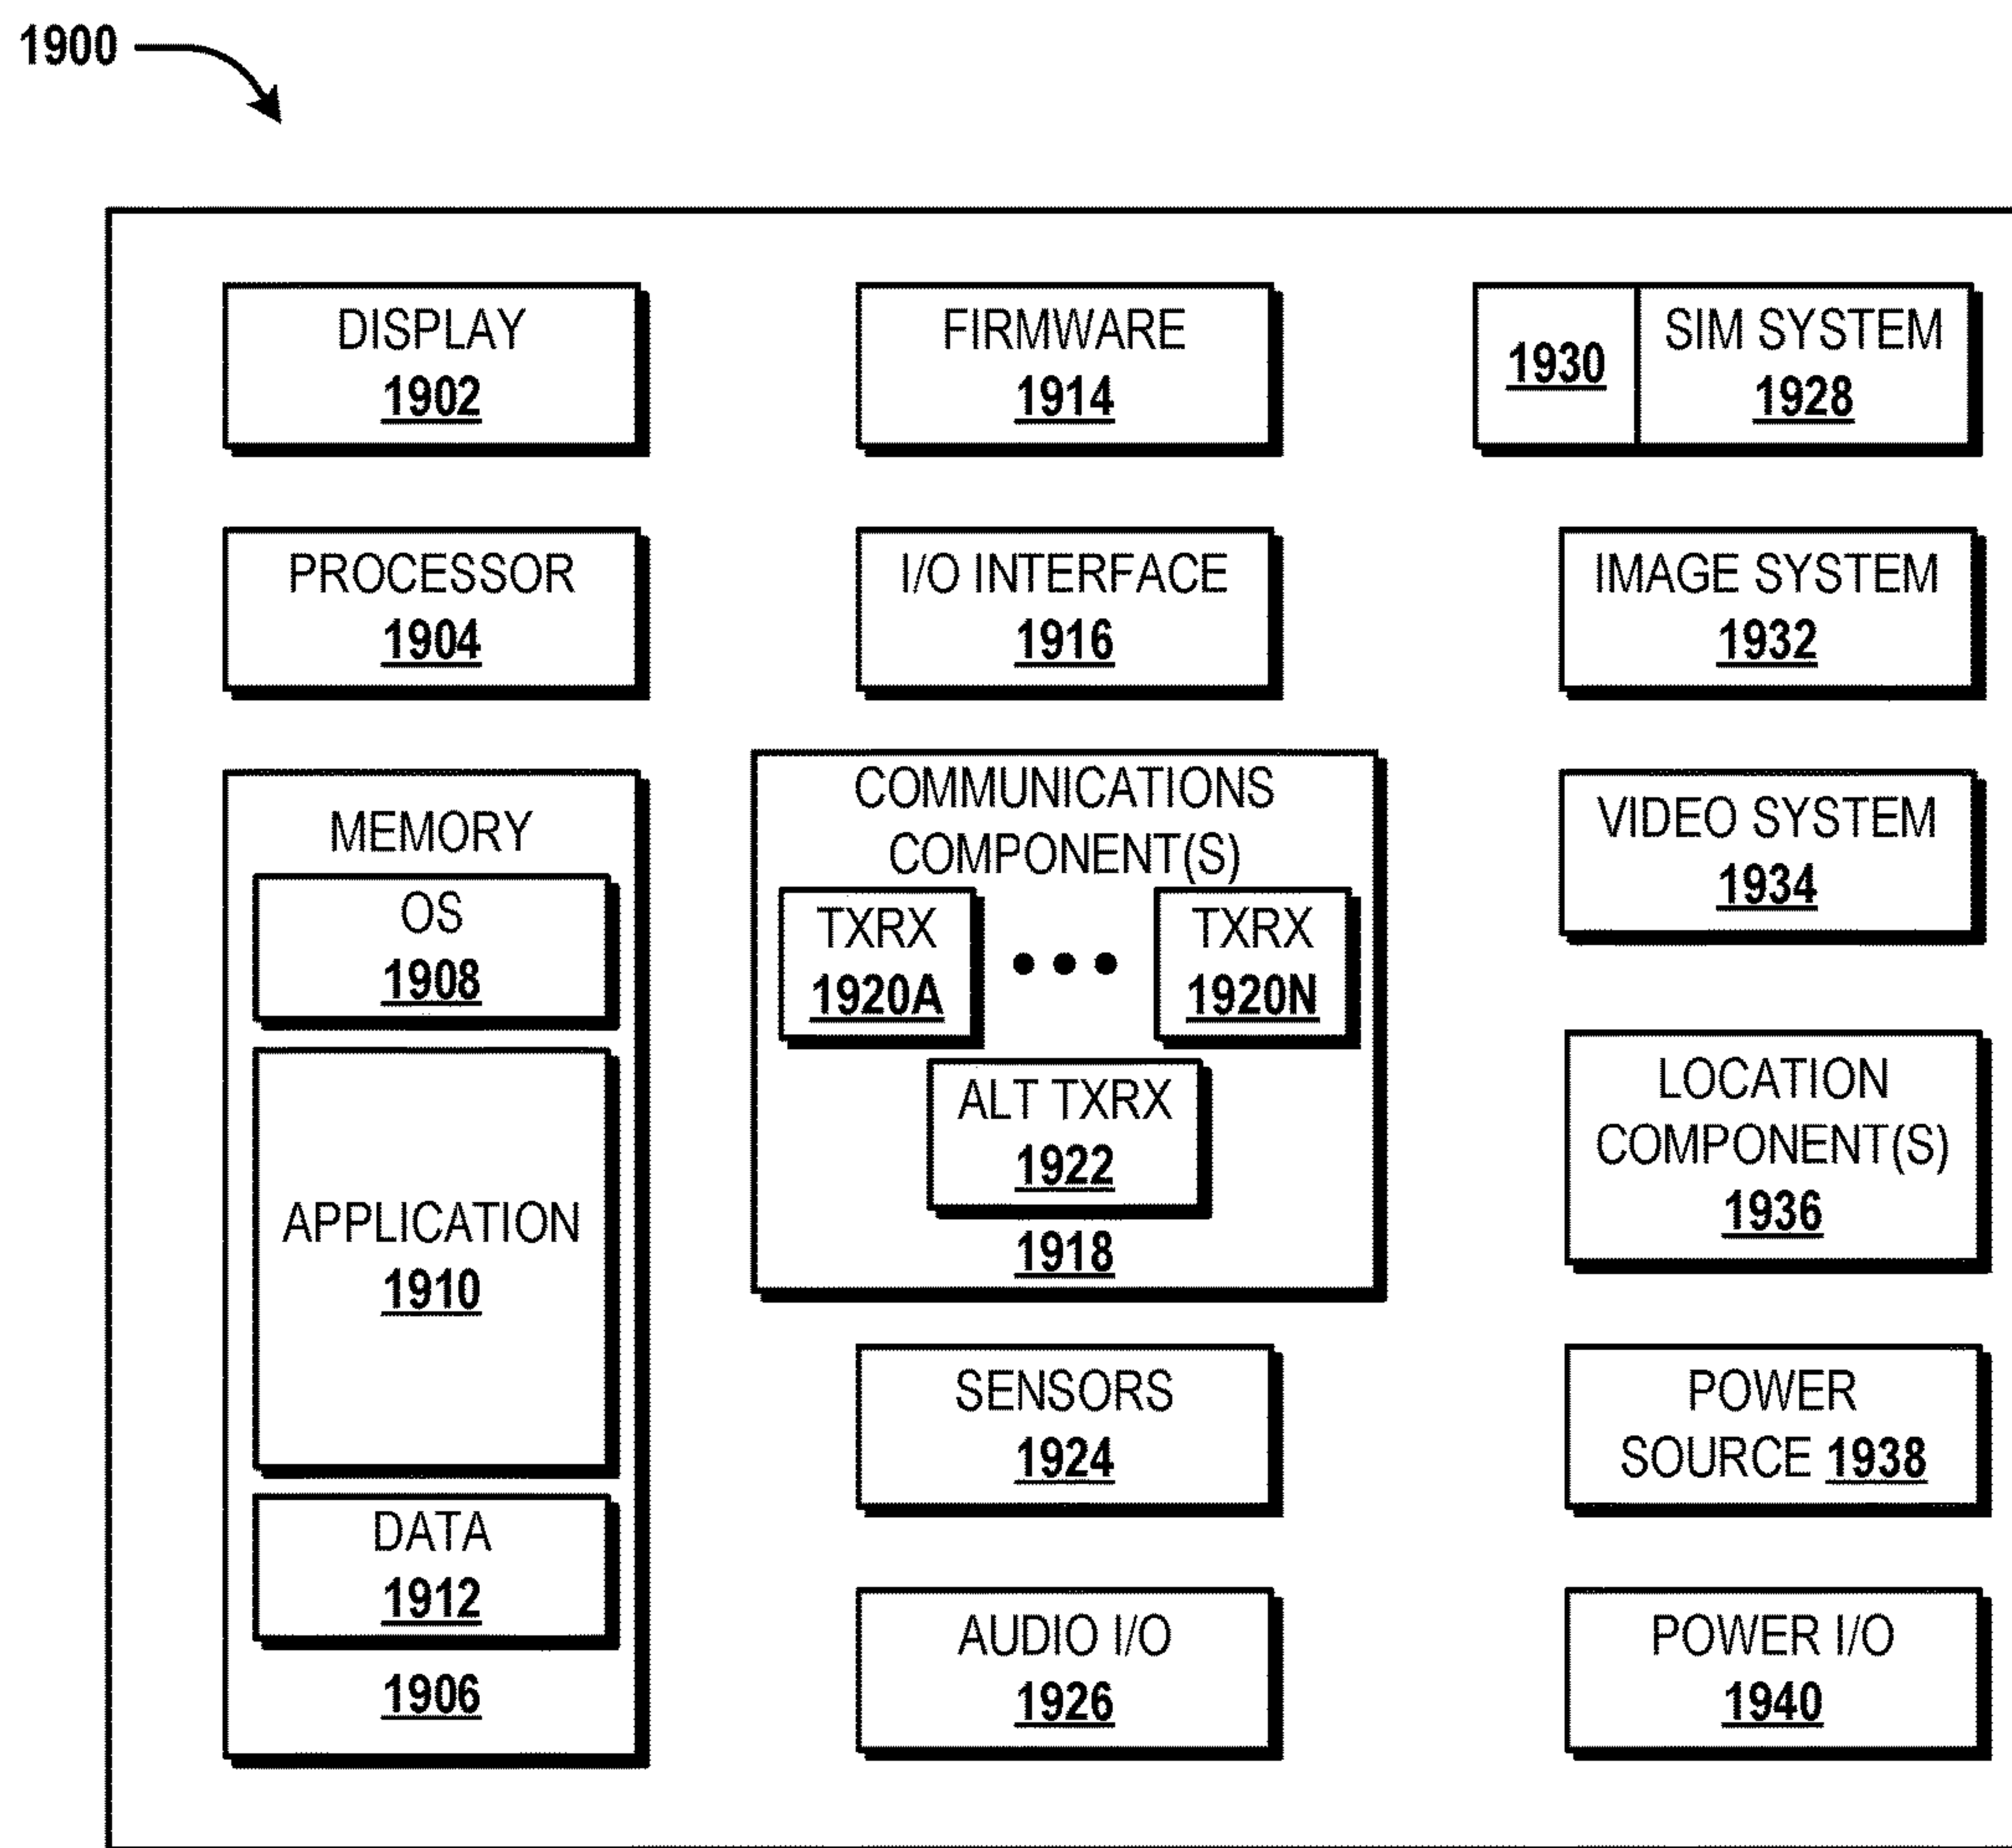 1900
DISPLAY
1902
PROCESSOR
1904
MEMORY
OS
1908
APPLICATION
1910
DATA
1912
1906
FIRMWARE
1914
I/O INTERFACE
1916
COMMUNICATIONS
COMPONENT(S)
TXRX
1920A
TXRX
1920N
ALT TXRX
1922
1918
SENSORS
1924
AUDIO I/O
1926
1930
SIM SYSTEM
1928
IMAGE SYSTEM
1932
VIDEO SYSTEM
1934
LOCATION
COMPONENT(S)
1936
POWER
SOURCE 1938
POWER I/O
1940